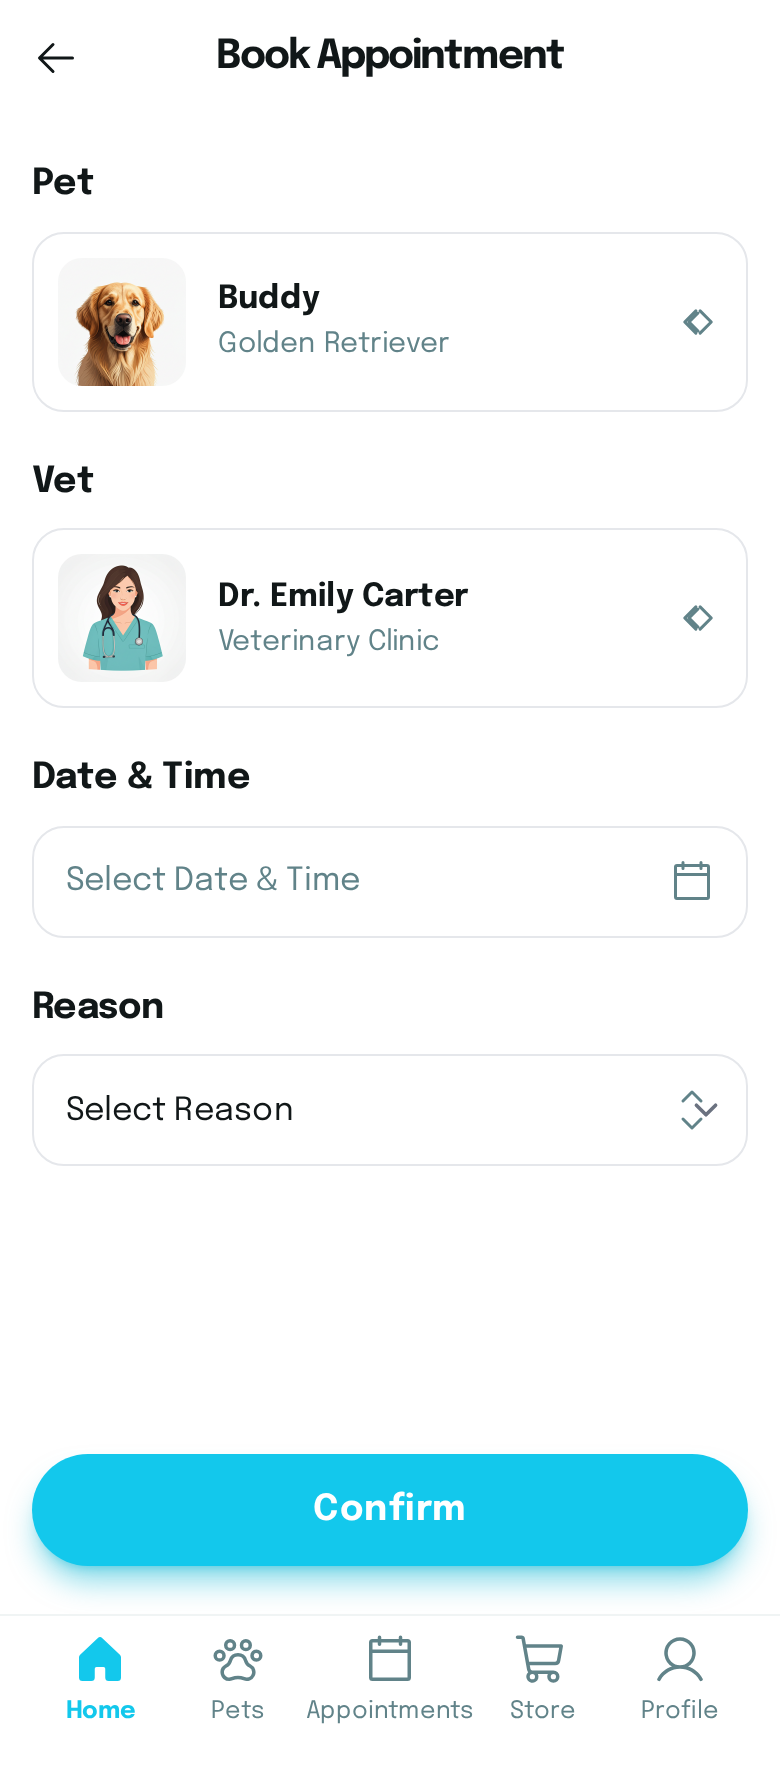 Book Appointment
Pet
Buddy
Golden Retriever
Vet
Dr. Emily Carter
Veterinary Clinic
Date & Time
Select Date & Time
Reason
Select Reason
Confirm
Home
Pets
Appointments
Store
Profile